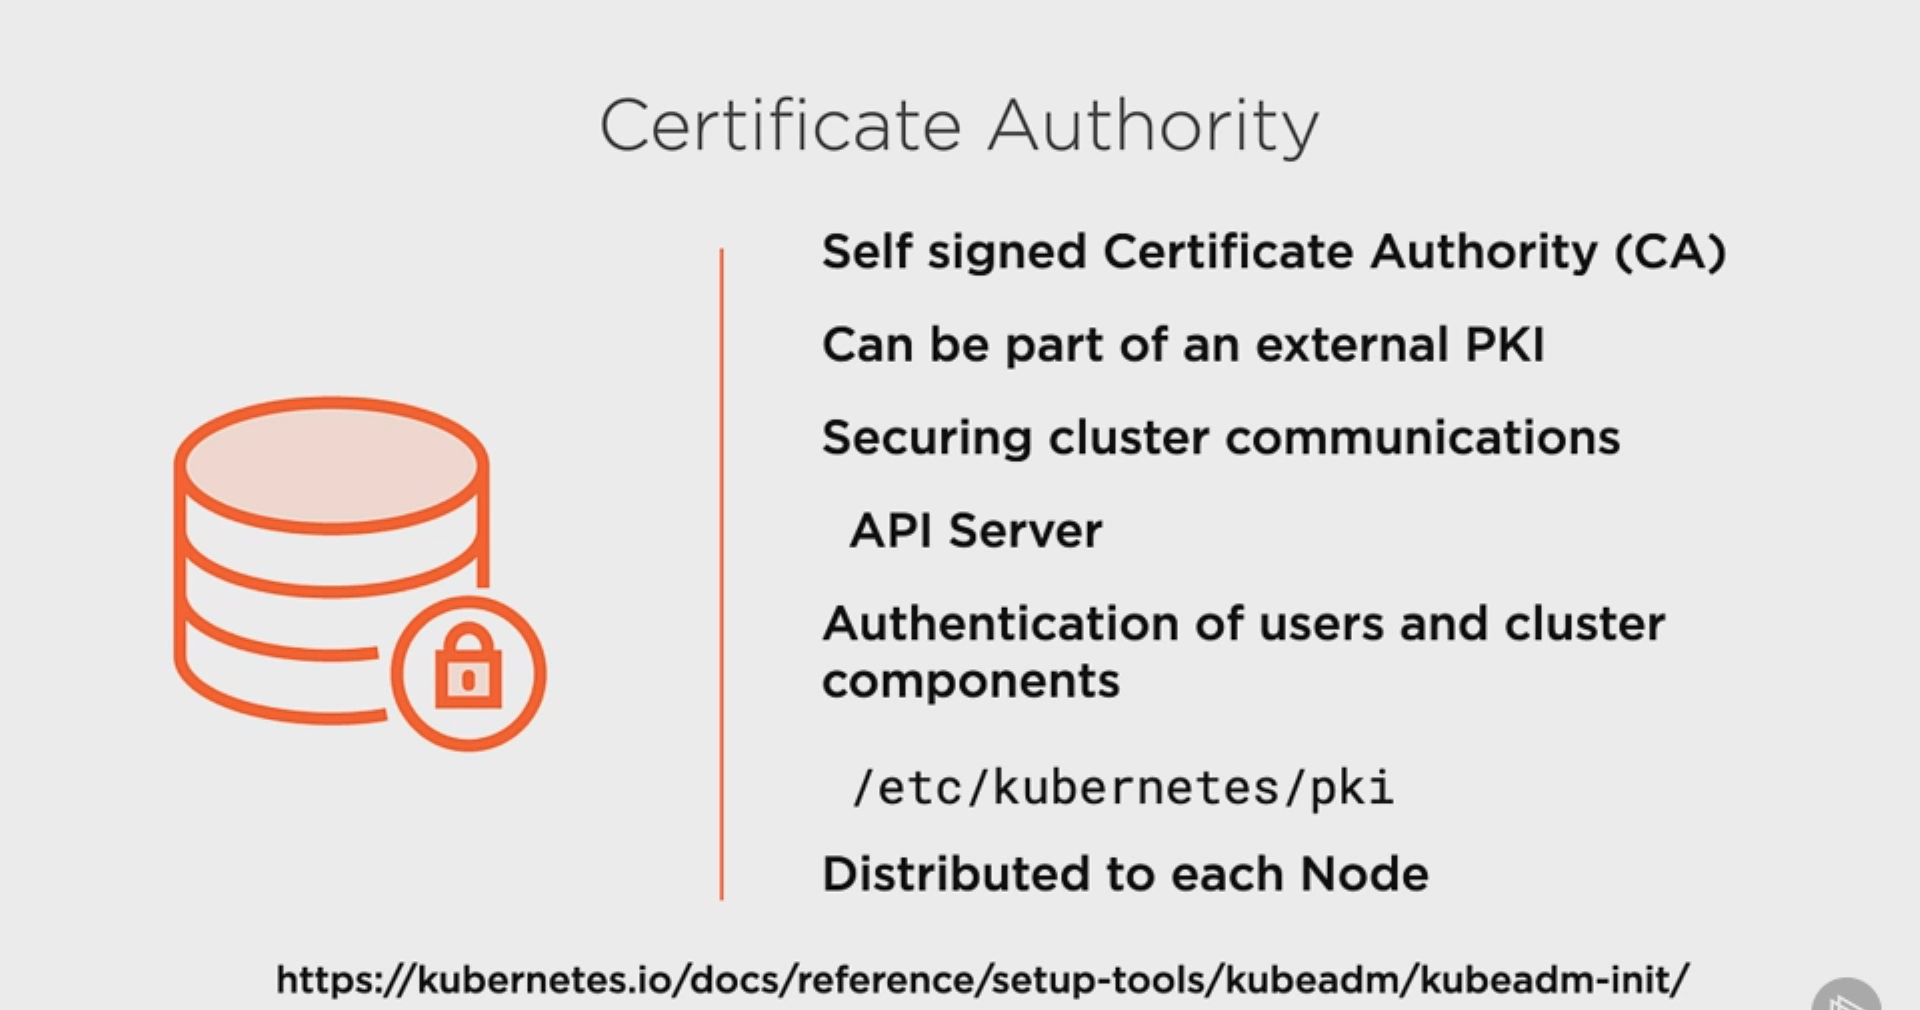 Certificate Authority
Self signed Certificate Authority (CA)
Can be part of an external PKI
Securing cluster communications
API Server
Authentication of users and cluster
components
/etc/kubernetes/pki
Distributed to each Node
https://kubernetes.io/docs/reference/setup-tools/kubeadm/kubeadm-init/